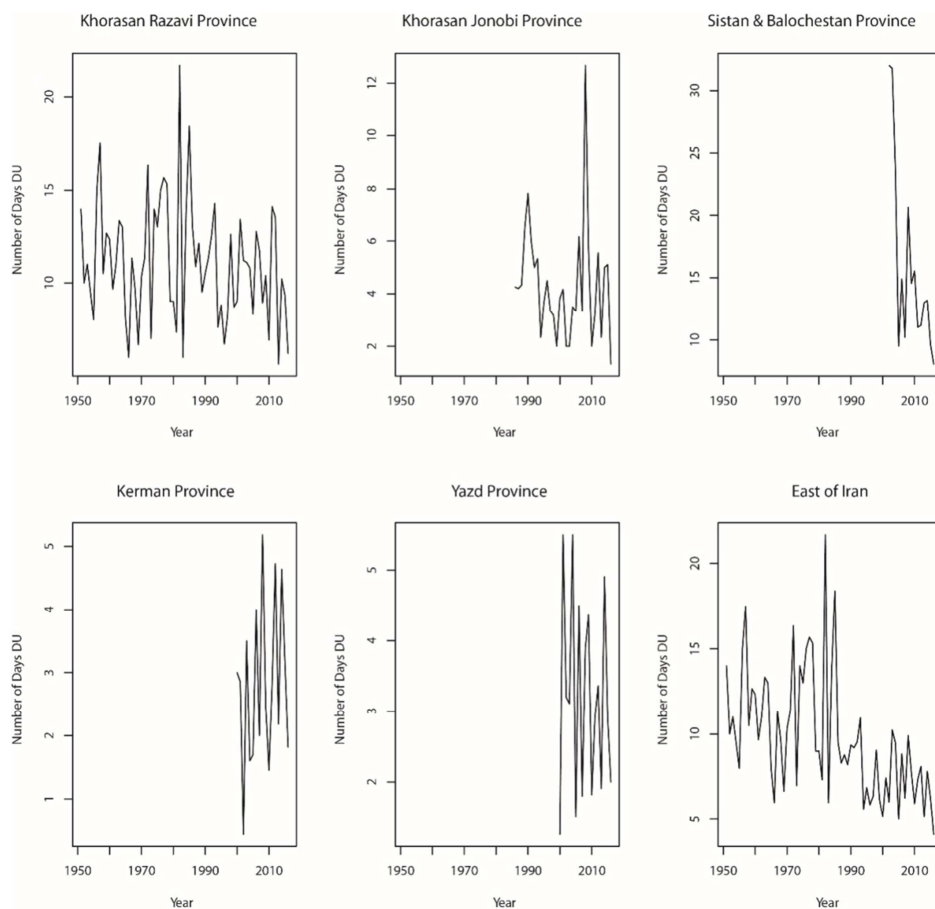 Khorasan Razavi Province
Khorasan Jonobi Province
Sistan & Balochestan Province
Number of Days DU
20
15
10
1950
1970
1990
2010
Year
Number of Days DU
12
10
8
6
4
2
1950
1970
1990
2010
Year
Number of Days DU
30
25
20
15
10
1950
1970
1990
2010
Year
Kerman Province
Yazd Province
East of Iran
Number of Days DU
5
4
3
2
1
1950
1970
1990
2010
Year
Number of Days DU
5
4
3
2
1950
1970
1990
2010
Year
Number of Days DU
20
15
10
5
1950
1970
1990
2010
Year